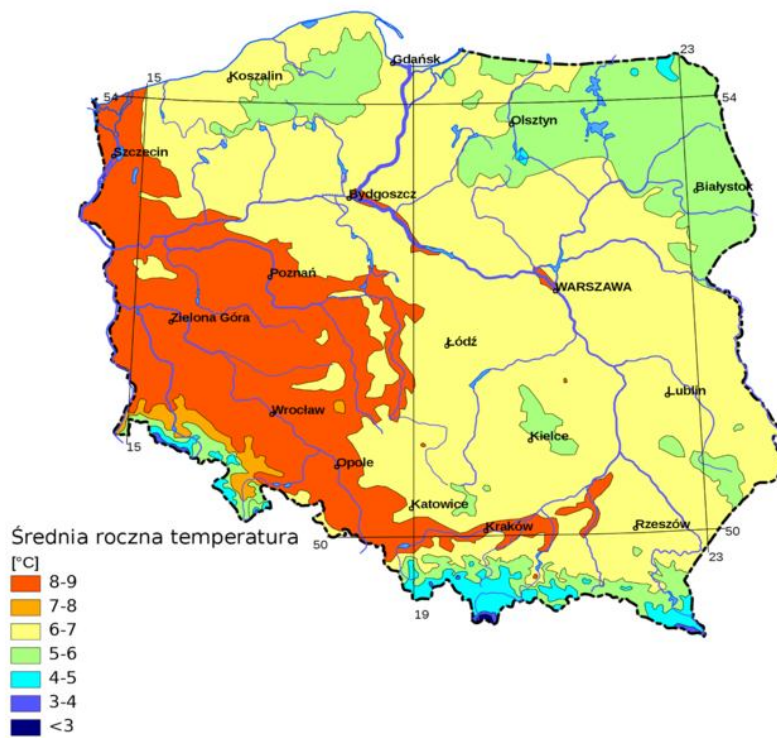 23
Gdańsk
15
Koszalin
54
54
Olsztyn
Szczecin
Białystok
Bydgoszcz
Poznań
WARSZAWA
Zielona Góra
Łódź
Lublin
Wrocław
Kielce
15
Opole
Katowice
Kraków
Rzeszów
50
50
23
19
Średnia roczna temperatura
[°C]
8-9
7-8
6-7
5-6
4-5
3-4
<3